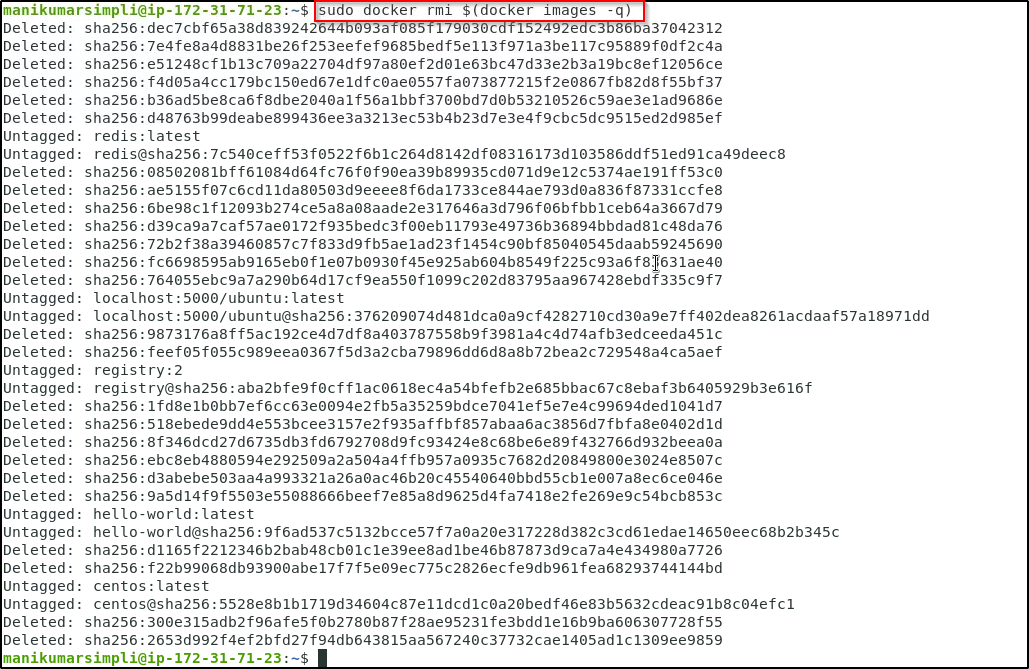 manikumarsimpli@ip-172-31-71-23:~$ sudo docker rmi $(docker images -q)
Deleted: sha256:dec7cbf65a38d839242644b093af085f179030cdf152492edc3b86ba37042312
Deleted: sha256:7e4fe8a4d8831be26f253eefef9685bedf5e113f971a3be117c95889f0df2c4a
Deleted: sha256:e51248cf1b13c709a22704df97a80ef2d01e63bc47d33e2b3a19bc8ef12056ce
Deleted: sha256:f4d05a4cc179bc150ed67e1dfc0ae0557fa073877215f2e0867fb82d8f55bf37
Deleted: sha256:b36ad5be8ca6f8dbe2040a1f56a1bbf3700bd7d0b53210526c59ae3e1ad9686e
Deleted: sha256:d48763b99deabe899436ee3a3213ec53b4b23d7e3e4f9cbc5dc9515ed2d985ef
Untagged: redis:latest
Untagged: redis@sha256:7c540ceff53f0522f6b1c264d8142df08316173d103586ddf51ed91ca49deec8
Deleted: sha256:08502081bff61084d64fc76f0f90ea39b89935cd071d9e12c5374ae191ff53c0
Deleted: sha256:ae5155f07c6cd11da80503d9eeee8f6da1733ce844ae793d0a836f87331ccfe8
Deleted: sha256:6be98c1f12093b274ce5a8a08aade2e317646a3d796f06bfbb1ceb64a3667d79
Deleted: sha256:d39ca9a7caf57ae0172f935bedc3f00eb11793e49736b36894bbdad81c48da76
Deleted: sha256:72b2f38a39460857c7f833d9fb5ae1ad23f1454c90bf85040545daab59245690
Deleted: sha256:fc6698595ab9165eb0f1e07b0930f45e925ab604b8549f225c93a6f83631ae40
Deleted: sha256:764055ebc9a7a290b64d17cf9ea550f1099c202d83795aa967428ebdf335c9f7
Untagged: localhost:5000/ubuntu:latest
Untagged: localhost:5000/ubuntu@sha256:376209074d481dca0a9cf4282710cd30a9e7ff402dea8261acdaaf57a18971dd
Deleted: sha256:9873176a8ff5ac192ce4d7df8a403787558b9f3981a4c4d74afb3edceeda451c
Deleted: sha256:feef05f055c989eea0367f5d3a2cba79896dd6d8a8b72bea2c729548a4ca5aef
Untagged: registry:2
Untagged: registry@sha256:aba2bfe9f0cff1ac0618ec4a54bfefb2e685bbac67c8ebaf3b6405929b3e616f
Deleted: sha256:1fd8e1b0bb7ef6cc63e0094e2fb5a35259bdce7041ef5e7e4c99694ded1041d7
Deleted: sha256:518ebede9dd4e553bcee3157e2f935affbf857abaa6ac3856d7fbfa8e0402d1d
Deleted: sha256:8f346dcd27d6735db3fd6792708d9fc93424e8c68be6e89f432766d932beea0a
Deleted: sha256:ebc8eb4880594e292509a2a504a4ffb957a0935c7682d20849800e3024e8507c
Deleted: sha256:d3abebe503aa4a993321a26a0ac46b20c45540640bbd55cb1e007a8ec6ce046e
Deleted: sha256:9a5d14f9f5503e55088666beef7e85a8d9625d4fa7418e2fe269e9c54bcb853c
Untagged: hello-world:latest
Untagged: hello-world@sha256:9f6ad537c5132bcce57f7a0a20e317228d382c3cd61edae14650eec68b2b345c
Deleted: sha256:d1165f2212346b2bab48cb01c1e39ee8ad1be46b87873d9ca7a4e434980a7726
Deleted: sha256:f22b99068db93900abe17f7f5e09ec775c2826ecfe9db961fea68293744144bd
Untagged: centos:latest
Untagged: centos@sha256:5528e8b1b1719d34604c87e11dcd1c0a20bedf46e83b5632cdeac91b8c04efc1
Deleted: sha256:300e315adb2f96afe5f0b2780b87f28ae95231fe3bdd1e16b9ba606307728f55
Deleted: sha256:2653d992f4ef2bfd27f94db643815aa567240c37732cae1405ad1c1309ee9859
manikumarsimpli@ip-172-31-71-23:~$